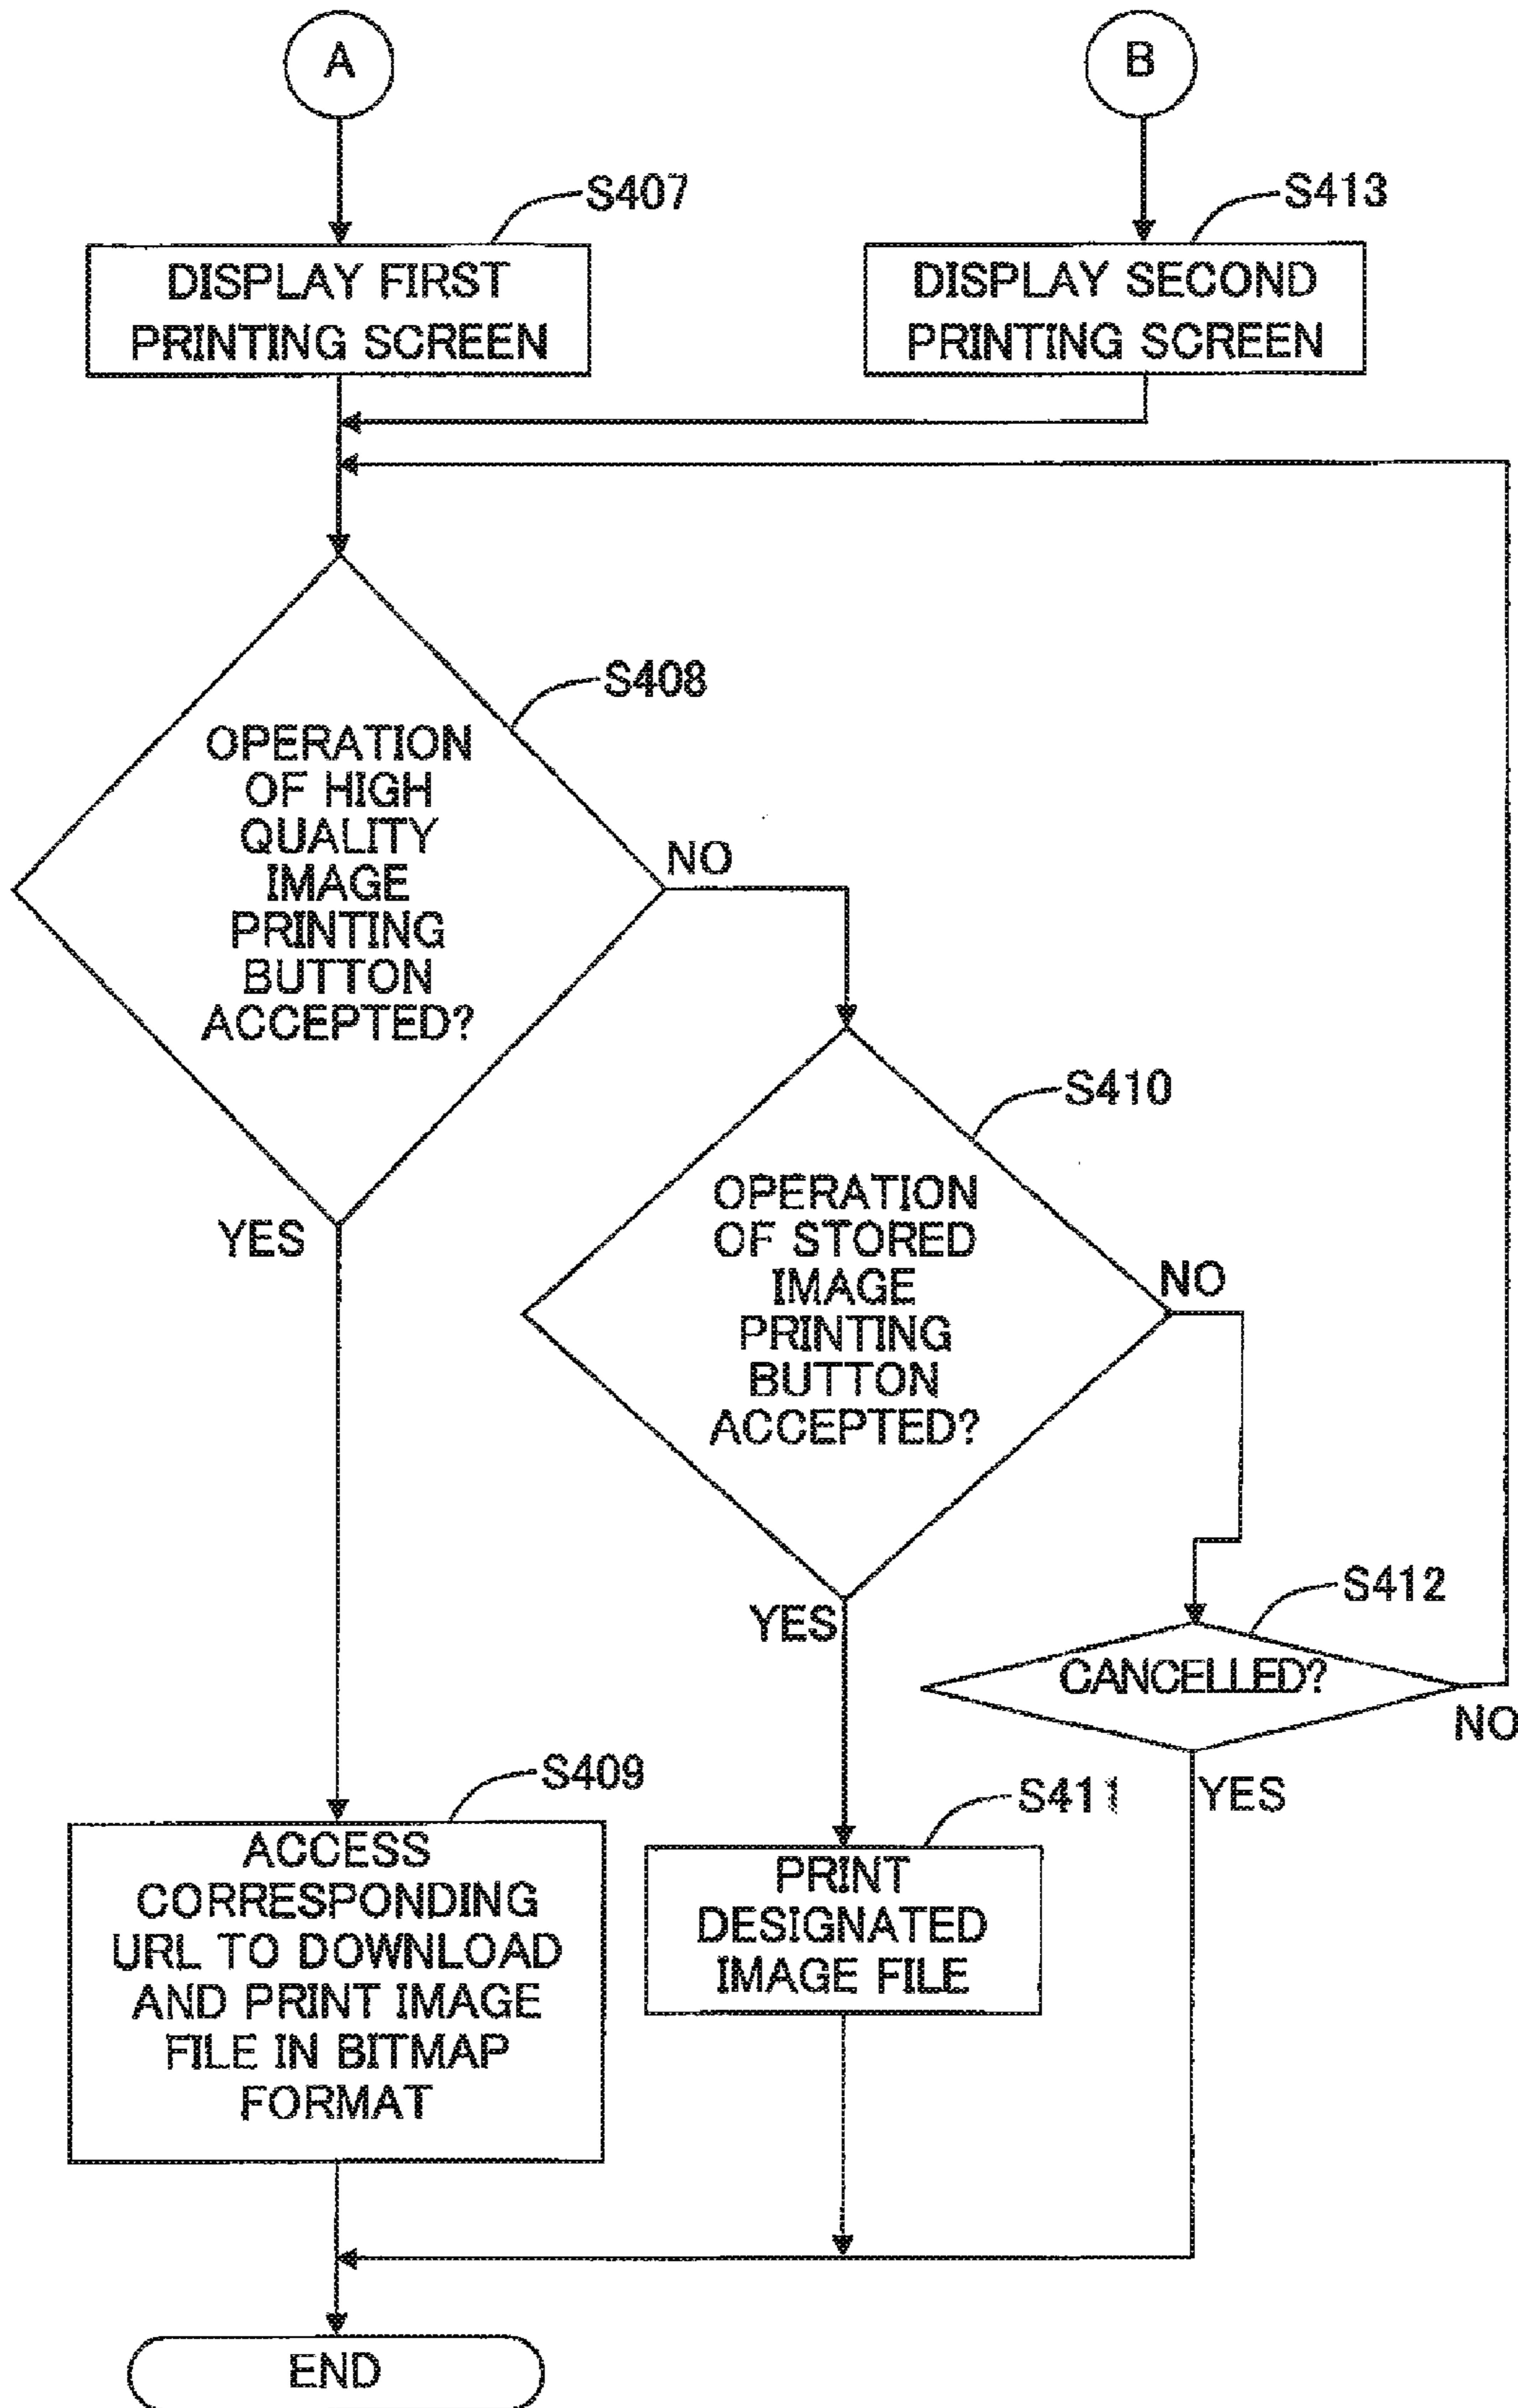 A
B
S407
S413
DISPLAY FIRST
PRINTING SCREEN
DISPLAY SECOND
PRINTING SCREEN
S408
OPERATION
OF HIGH
QUALITY
IMAGE
PRINTING
BUTTON
ACCEPTED?
NO
YES
S410
OPERATION
OF STORED
IMAGE
PRINTING
BUTTON
ACCEPTED?
NO
YES
S412
CANCELLED?
NO
YES
S409
ACCESS
CORRESPONDING
URL TO DOWNLOAD
AND PRINT IMAGE
FILE IN BITMAP
FORMAT
S411
PRINT
DESIGNATED
IMAGE FILE
END